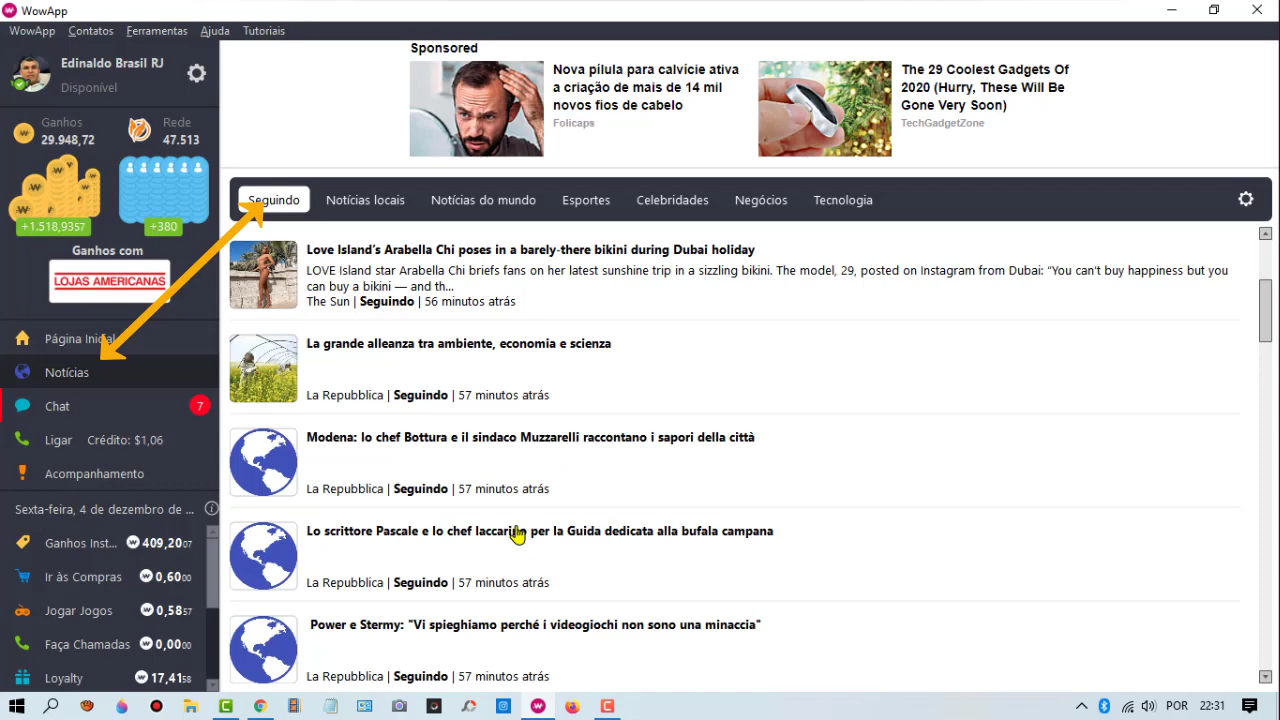 WowApp
WowApp Contatos Ferramentas Ajuda Tutoriais
Edinaldo Brasil RJ
Disponível
Ganhos
29.948,72
Rede
47.513
+1.518,9357
+380
Ganhos com
LOJAS AMERICANAS
Página Inicial
Notícias
Chat 7
Ligar Crédito: $1,06
Acompanhamento
Sexta-feira, 4 de dezembro de ...
Ganhos Inst... 409,2007
Ir às Compras 0,6000
Jogar Jogos 0,5857
Faça Chamadas 0,0000
Loyalty 17,4158
Sponsored
Nova pílula para calvície ativa
a criação de mais de 14 mil
novos fios de cabelo
Folicaps
The 29 Coolest Gadgets Of
2020 (Hurry, These Will Be
Gone Very Soon)
TechGadgetZone
Seguindo Notícias locais Notícias do mundo Esportes Celebridades Negócios Tecnologia
Love Island's Arabella Chi poses in a barely-there bikini during Dubai holiday
LOVE Island star Arabella Chi briefs fans on her latest sunshine trip in a sizzling bikini. The model, 29, posted on Instagram from Dubai: “You can’t buy happiness but you
can buy a bikini — and th...
The Sun | Seguindo | 56 minutos atrás
La grande alleanza tra ambiente, economia e scienza
La Repubblica | Seguindo | 57 minutos atrás
Modena: lo chef Bottura e il sindaco Muzzarelli raccontano i sapori della città
La Repubblica | Seguindo | 57 minutos atrás
Lo scrittore Pascale e lo chef Iaccarino per la Guida dedicata alla bufala campana
La Repubblica | Seguindo | 57 minutos atrás
Power e Stermy: "Vi spieghiamo perché i videogiochi non sono una minaccia"
La Repubblica | Seguindo | 57 minutos atrás
POR 22:31